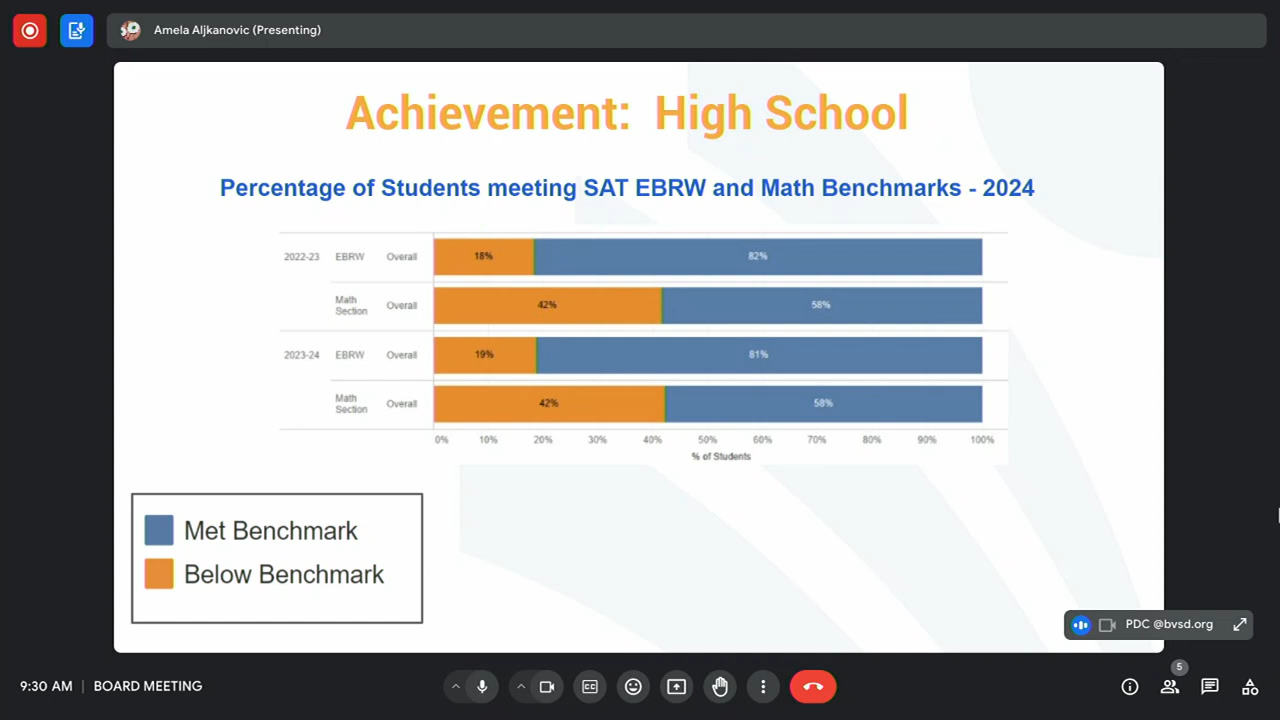 Amela Aljkanovic (Presenting)
Achievement:  High School
Percentage of Students meeting SAT EBRW and Math Benchmarks - 2024
2022-23 EBRW Overall 18% 82%
Math
Section Overall 42% 58%
2023-24 EBRW Overall 19% 81%
Math
Section Overall 42% 58%
0% 10% 20% 30% 40% 50% 60% 70% 80% 90% 100%
% of Students
Met Benchmark
Below Benchmark
PDC @bvsd.org
9:30 AM | BOARD MEETING
CC
5